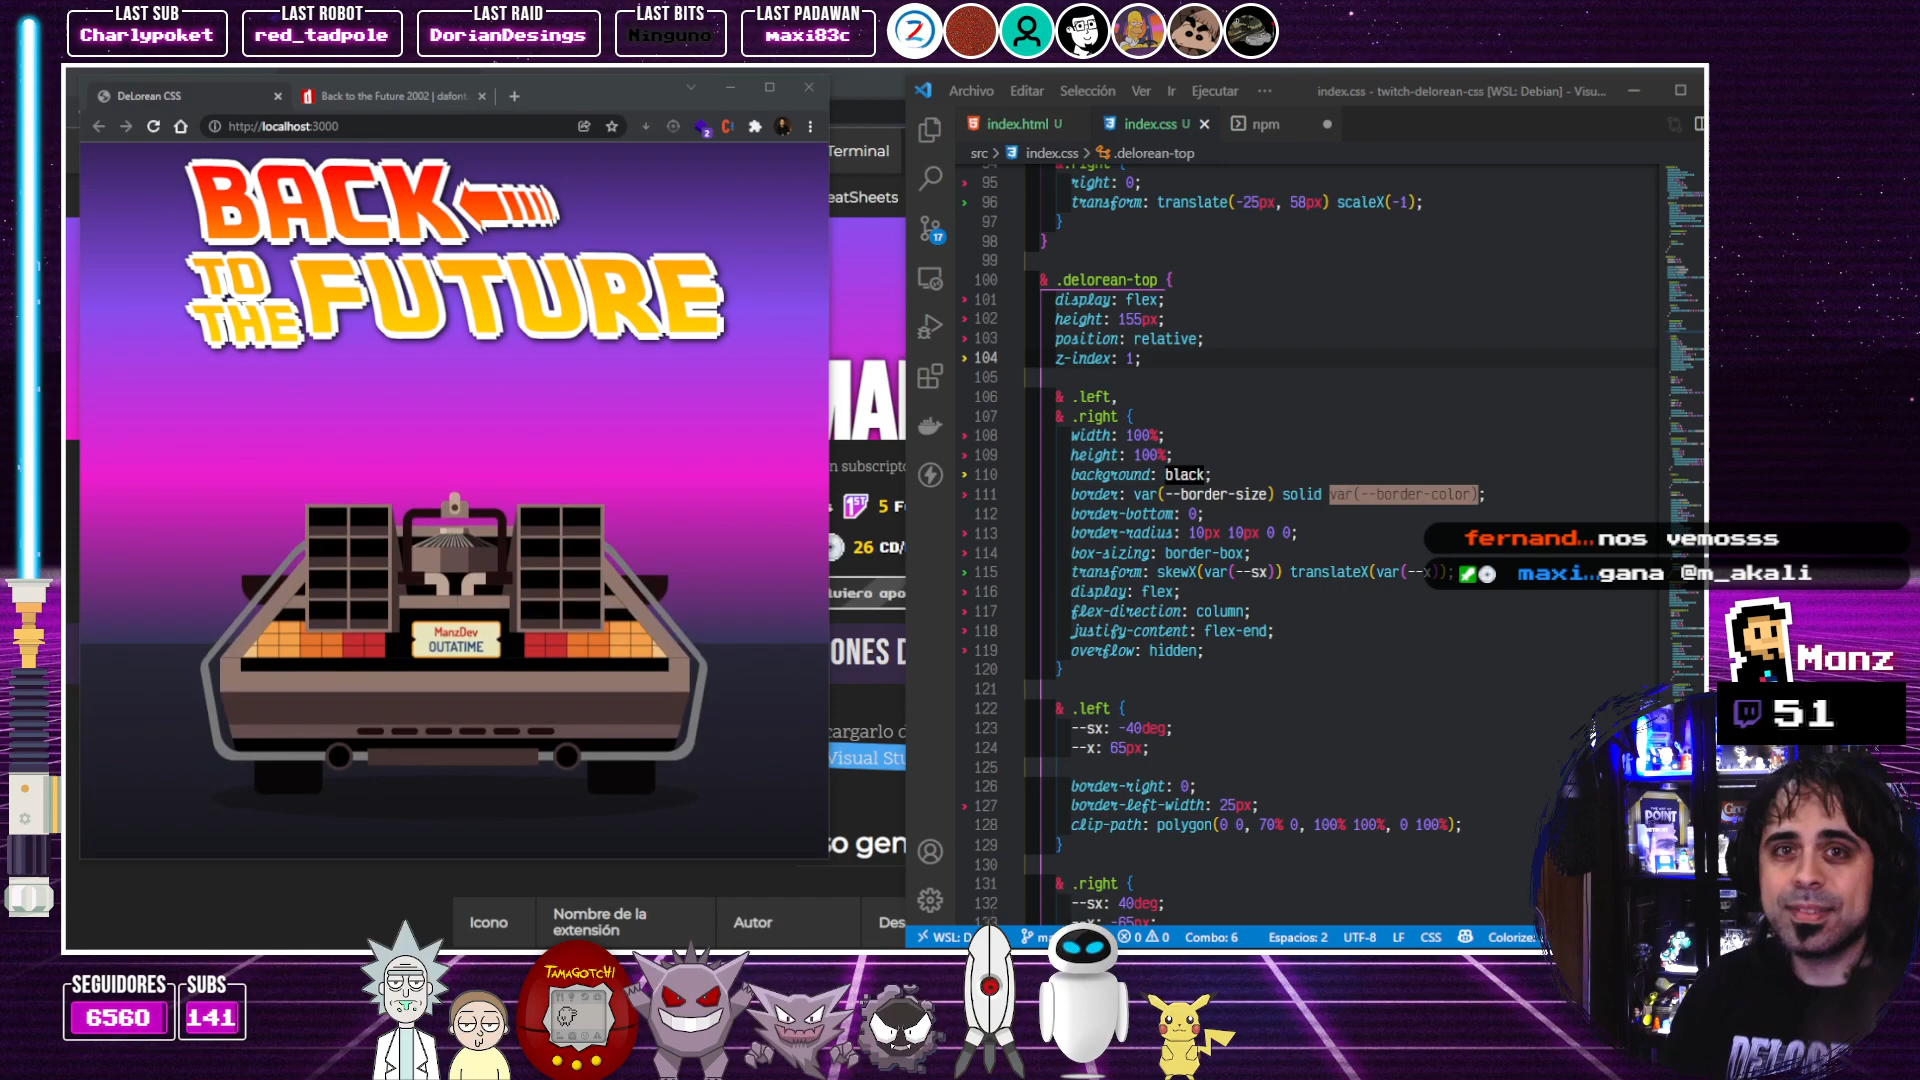 LAST SUB
Charlypoket
LAST ROBOT
red_tadpole
LAST RAID
DorianDesings
LAST BITS
Ninguno
LAST PADAWAN
maxi83c
DeLorean CSS
Back to the Future 2002 | dafont
http://localhost:3000
BACK
TO THE FUTURE
ManzDev
OUTATIME
Terminal
eatSheets
MA
n subscripto
1ST
5 F
26 CD/
uiero apo
ONES D
cargarlo d
Visual Stu
so gen
Icono
Nombre de la
extensión
Autor
Des
Archivo Editar Selección Ver Ir Ejecutar ··· index.css - twitch-delorean-css [WSL: Debian] - Visu...
index.html U
index.css U
npm
src > index.css > .delorean-top
17
95 right: 0;
96 transform: translate(-25px, 58px) scaleX(-1);
97 }
98 }
99
100 & .delorean-top {
101 display: flex;
102 height: 155px;
103 position: relative;
104 z-index: 1;
105
106 & .left,
107 & .right {
108 width: 100%;
109 height: 100%;
110 background: black;
111 border: var(--border-size) solid var(--border-color);
112 border-bottom: 0;
113 border-radius: 10px 10px 0 0;
114 box-sizing: border-box;
115 transform: skewX(var(--sx)) translateX(var(--x));
116 display: flex;
117 flex-direction: column;
118 justify-content: flex-end;
119 overflow: hidden;
120 }
121
122 & .left {
123 --sx: -40deg;
124 --x: 65px;
125
126 border-right: 0;
127 border-left-width: 25px;
128 clip-path: polygon(0 0, 70% 0, 100% 100%, 0 100%);
129 }
130
131 & .right {
132 --sx: 40deg;
133 --x: -65px;
WSL: D
ma
0 0
Combo: 6
Espacios: 2
UTF-8
LF
CSS
Colorize:
fernand... nos vemosss
maxi... gana @m_akali
Manz
51
SEGUIDORES
6560
SUBS
141
TAMAGOTCHI
POINT
DELO